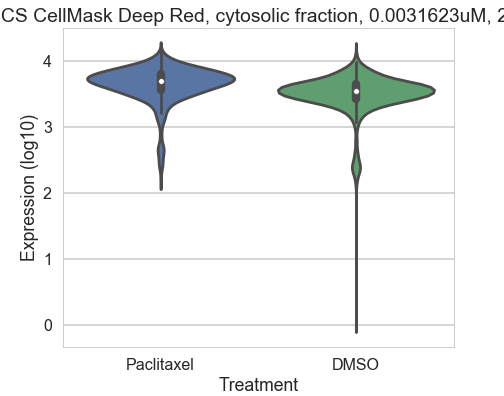 CS CellMask Deep Red, cytosolic fraction, 0.0031623uM, 2
4
3
2
1
0
Expression (log10)
Paclitaxel DMSO
Treatment